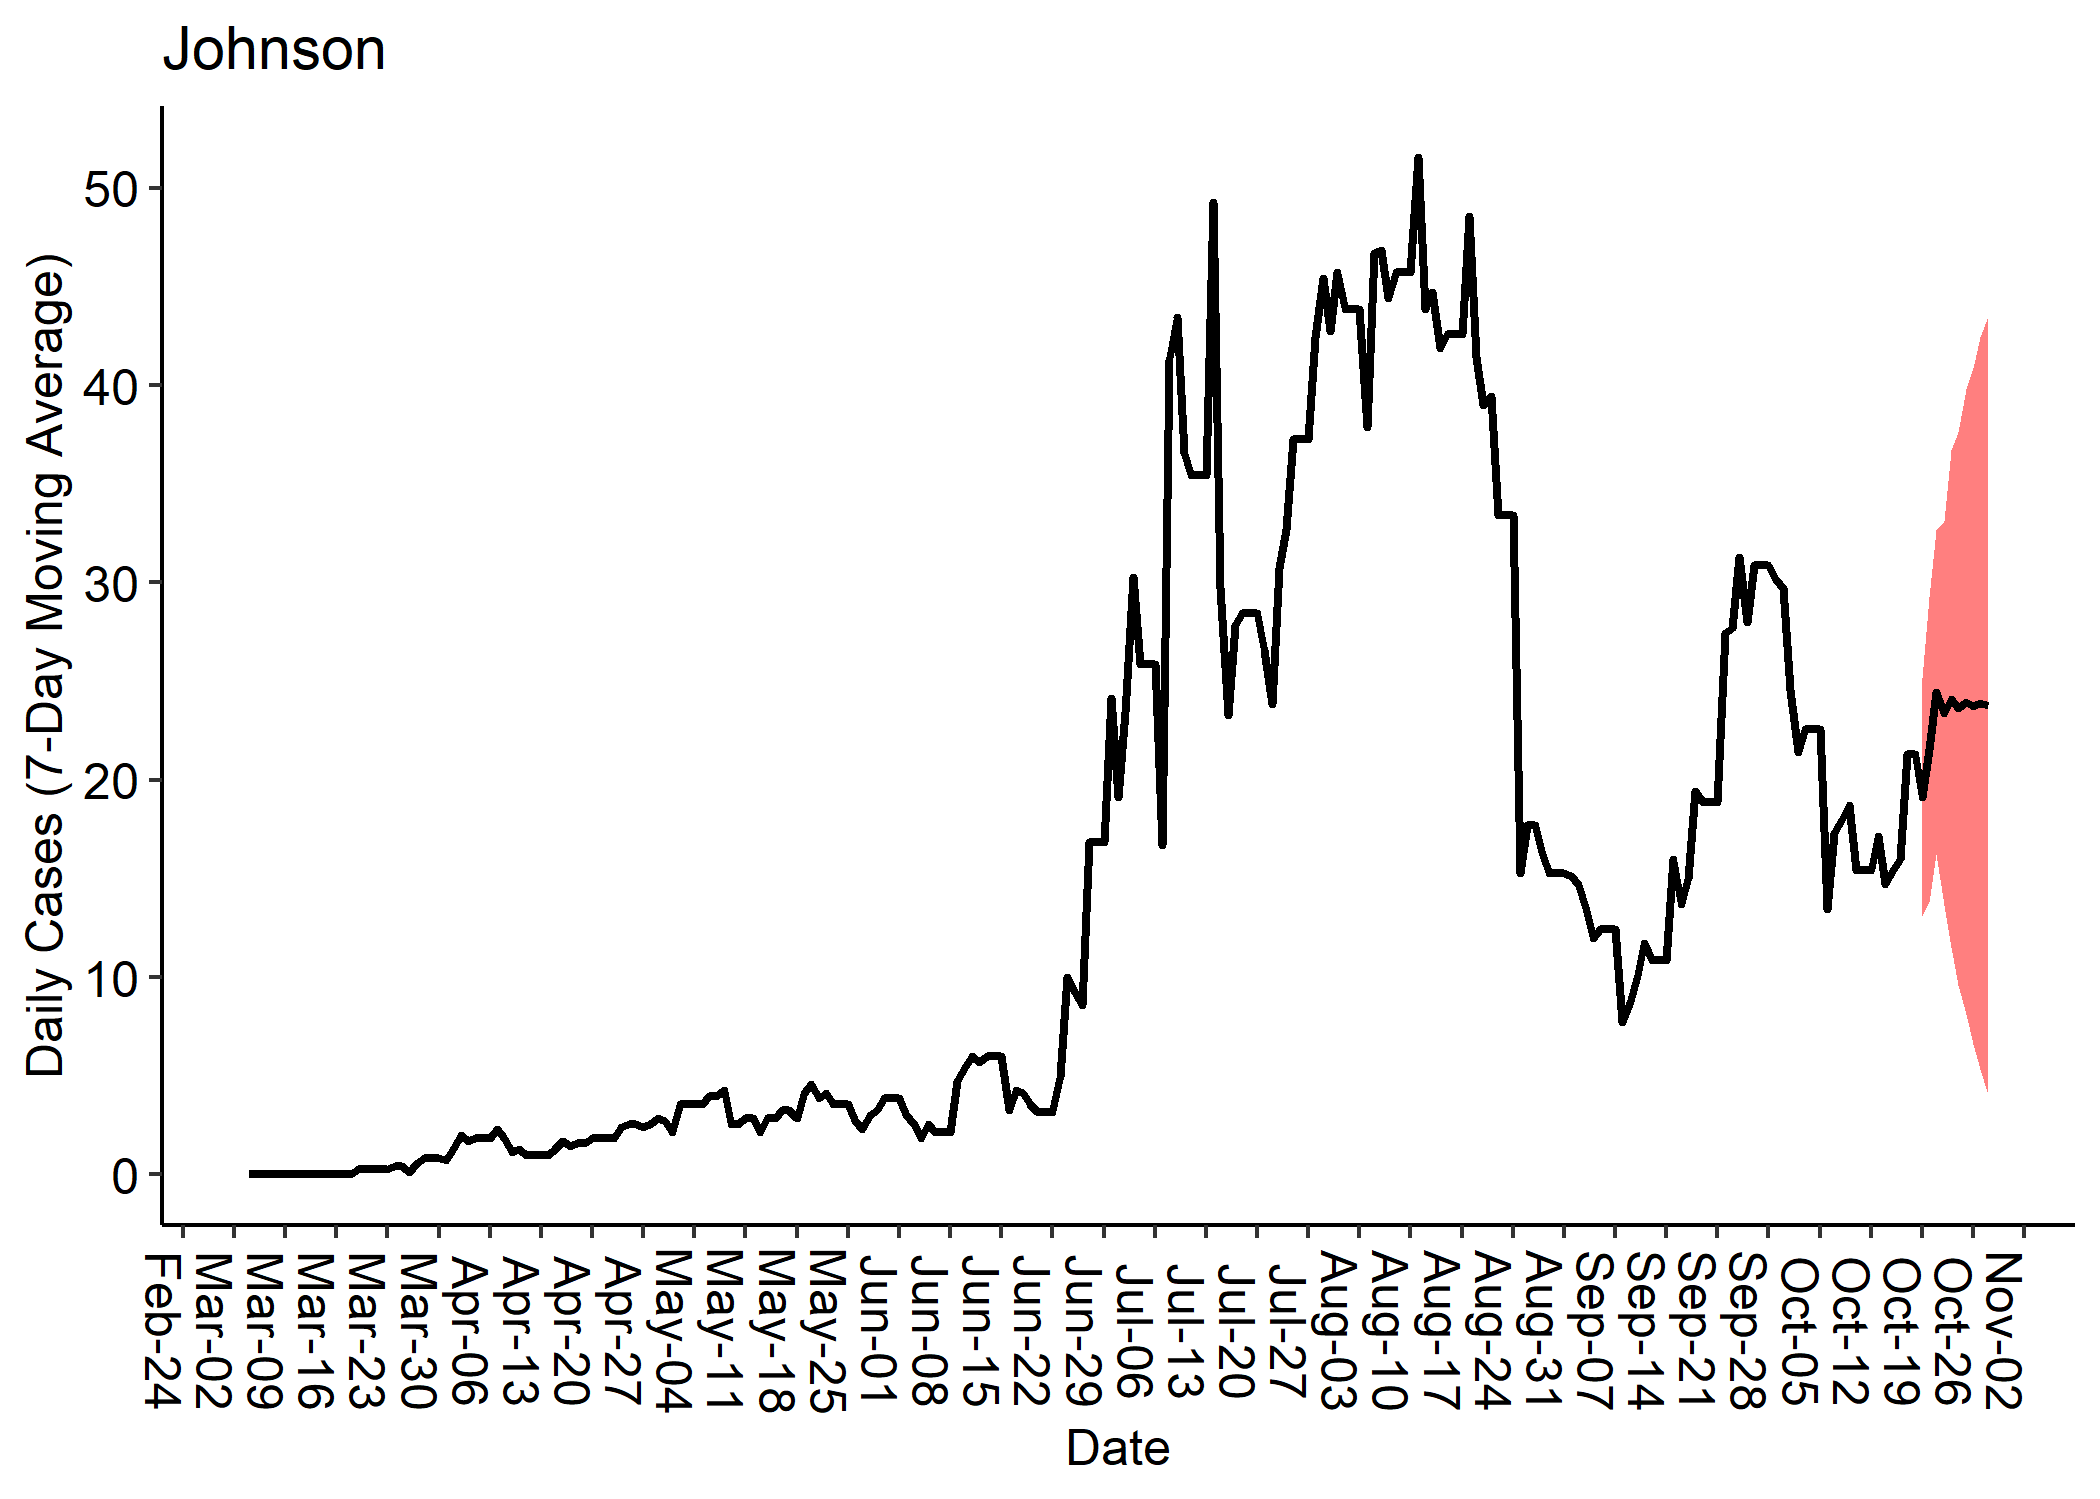 Johnson
Daily Cases (7-Day Moving Average)
50
40
30
20
10
0
Feb-24
Mar-02
Mar-09
Mar-16
Mar-23
Mar-30
Apr-06
Apr-13
Apr-20
Apr-27
May-04
May-11
May-18
May-25
Jun-01
Jun-08
Jun-15
Jun-22
Jun-29
Jul-06
Jul-13
Jul-20
Jul-27
Aug-03
Aug-10
Aug-17
Aug-24
Aug-31
Sep-07
Sep-14
Sep-21
Sep-28
Oct-05
Oct-12
Oct-19
Oct-26
Nov-02
Date